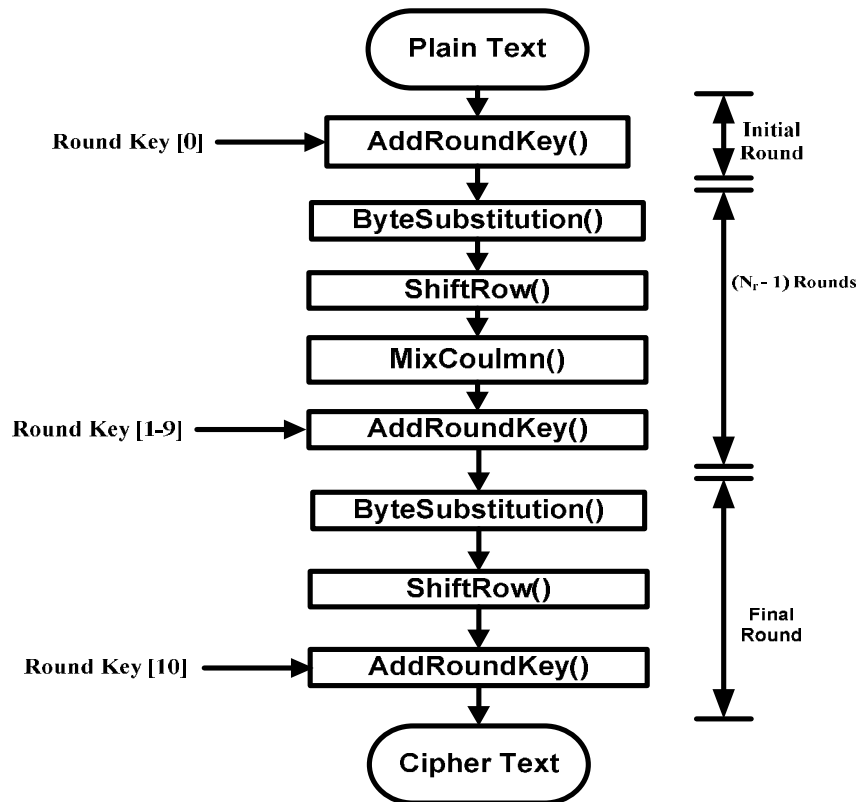 Plain Text
Round Key [0]
AddRoundKey()
Initial
Round
ByteSubstitution()
ShiftRow()
(Nr - 1) Rounds
MixCoulmn()
Round Key [1-9]
AddRoundKey()
ByteSubstitution()
ShiftRow()
Final
Round
Round Key [10]
AddRoundKey()
Cipher Text